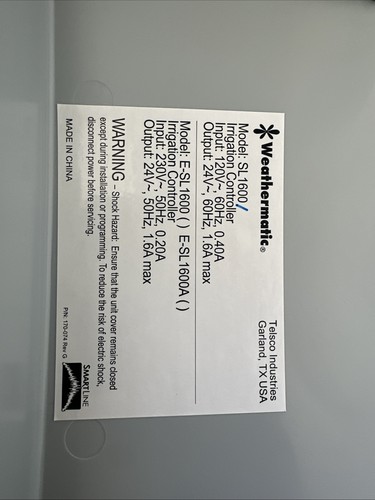 Weathermatic®
Telsco Industries
Garland, TX USA
Model: SL1600/
Irrigation Controller
Input: 120V~, 60Hz, 0.40A
Output: 24V~, 60Hz, 1.6A max
Model: E-SL1600 ( ) E-SL1600A ( )
Irrigation Controller
Input: 230V~, 50Hz, 0.20A
Output: 24V~, 50Hz, 1.6A max
WARNING – Shock Hazard: Ensure that the unit cover remains closed
except during installation or programming. To reduce the risk of electric shock,
disconnect power before servicing.
MADE IN CHINA
P/N: 170-074 Rev G
SMARTLINE